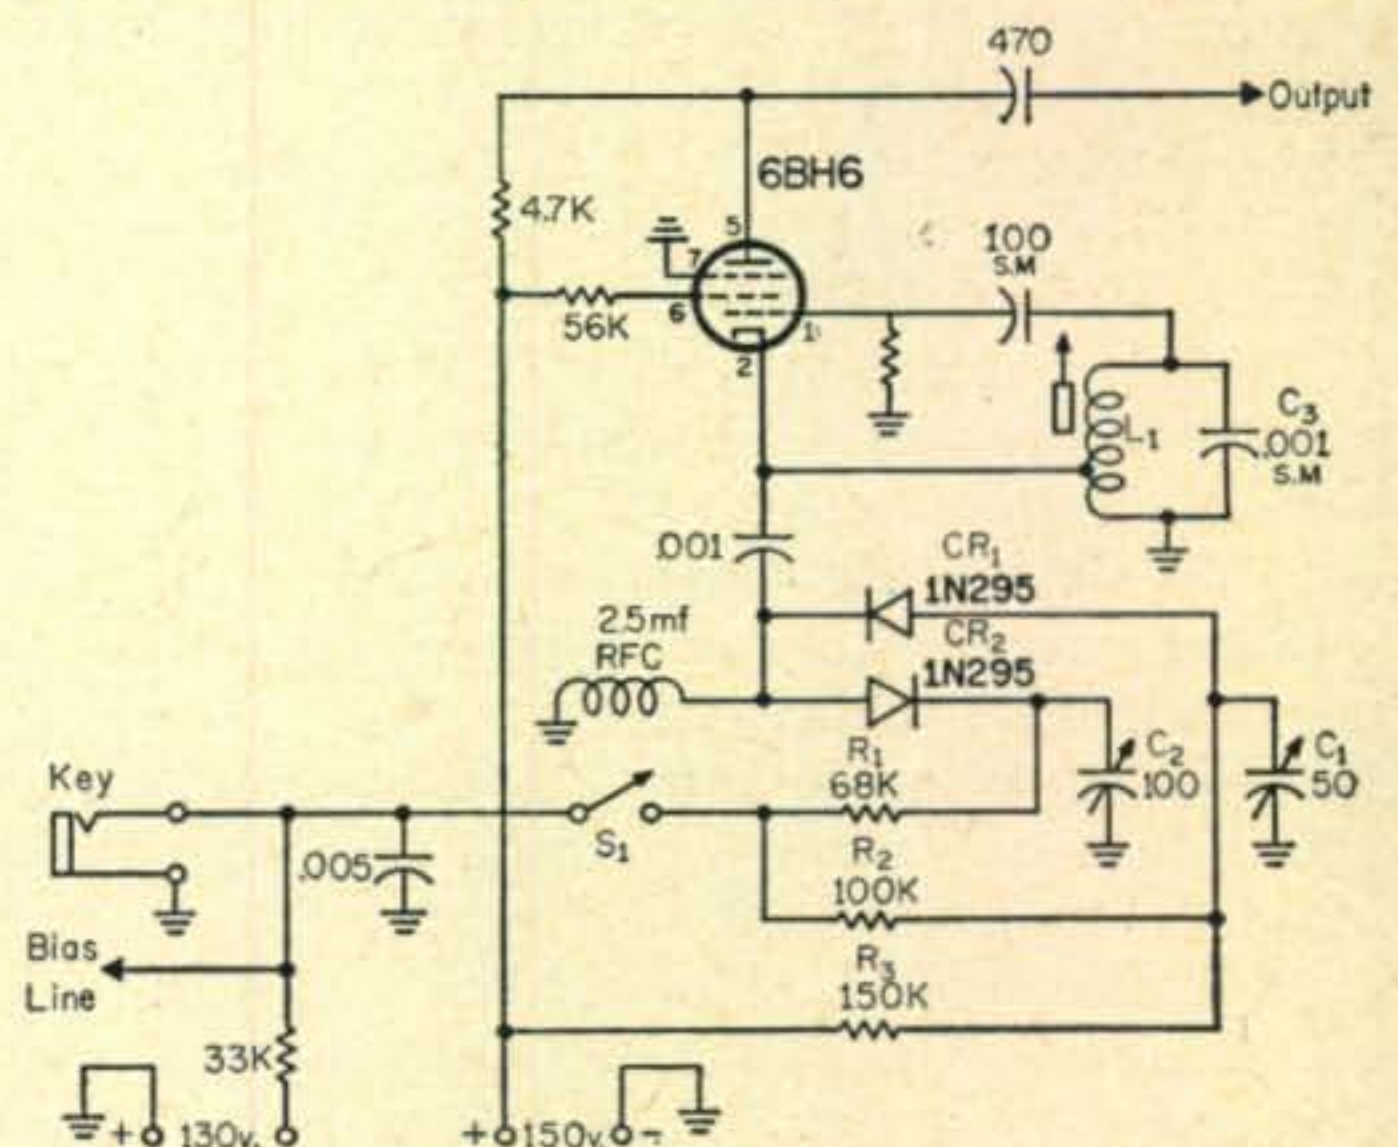 470
Output
6BH6
4.7K
5
7
100
S.M
56K
6
1
2
C3
.001
S.M
L1
.001
CR1
1N295
2.5mf
RFC
CR2
1N295
Key
R1
68K
C2
100
C1
50
S1
.005
R2
100K
Bias
Line
R3
150K
33K
+ 130v.
+ 150v. -